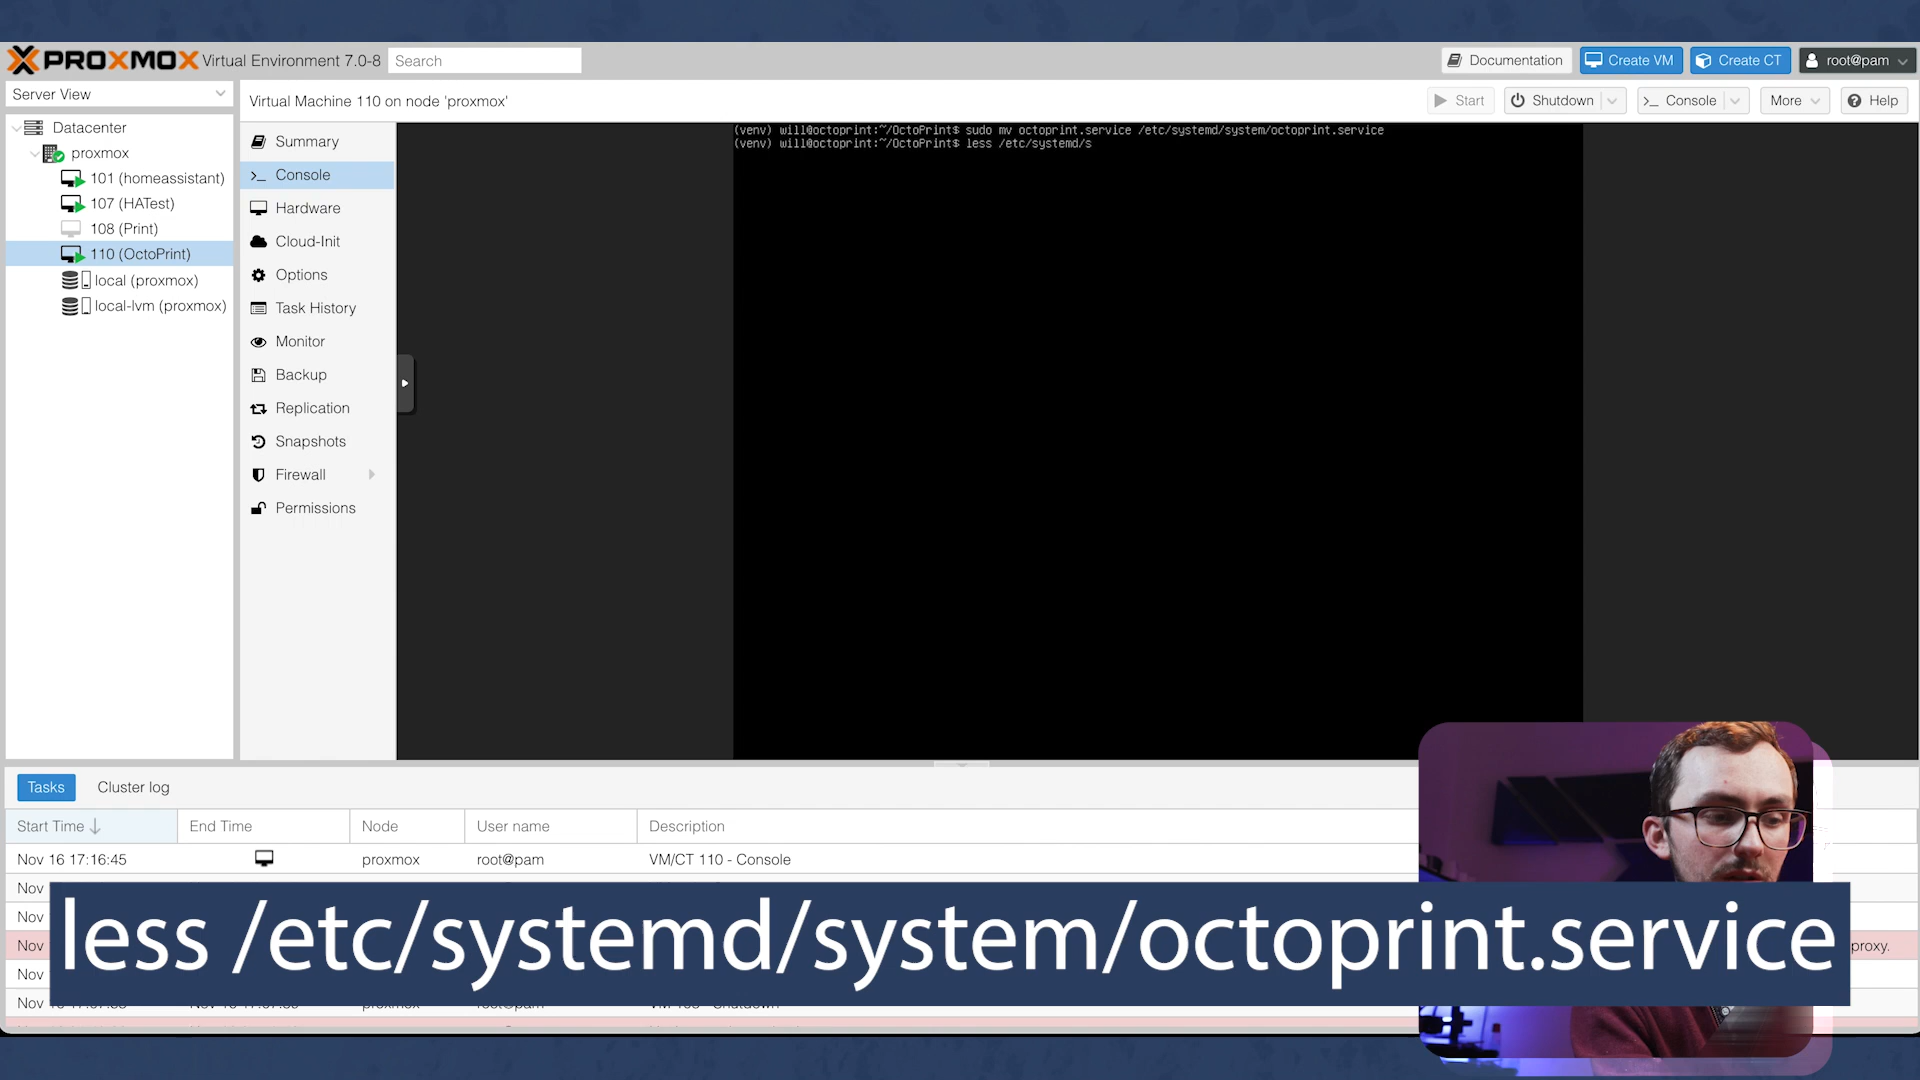 PROXMOX Virtual Environment 7.0-8 Search Documentation Create VM Create CT root@pam
Server View
Virtual Machine 110 on node 'proxmox' Start Shutdown Console More Help
Datacenter
proxmox
101 (homeassistant)
107 (HATest)
108 (Print)
110 (OctoPrint)
local (proxmox)
local-lvm (proxmox)
Summary
Console
Hardware
Cloud-Init
Options
Task History
Monitor
Backup
Replication
Snapshots
Firewall
Permissions
(venv) will@octoprint:~/OctoPrint$ sudo mv octoprint.service /etc/systemd/system/octoprint.service
(venv) will@octoprint:~/OctoPrint$ less /etc/systemd/s
Tasks Cluster log
Start Time End Time Node User name Description
Nov 16 17:16:45 proxmox root@pam VM/CT 110 - Console
Nov
Nov
Nov proxy.
Nov
Nov
less /etc/systemd/system/octoprint.service